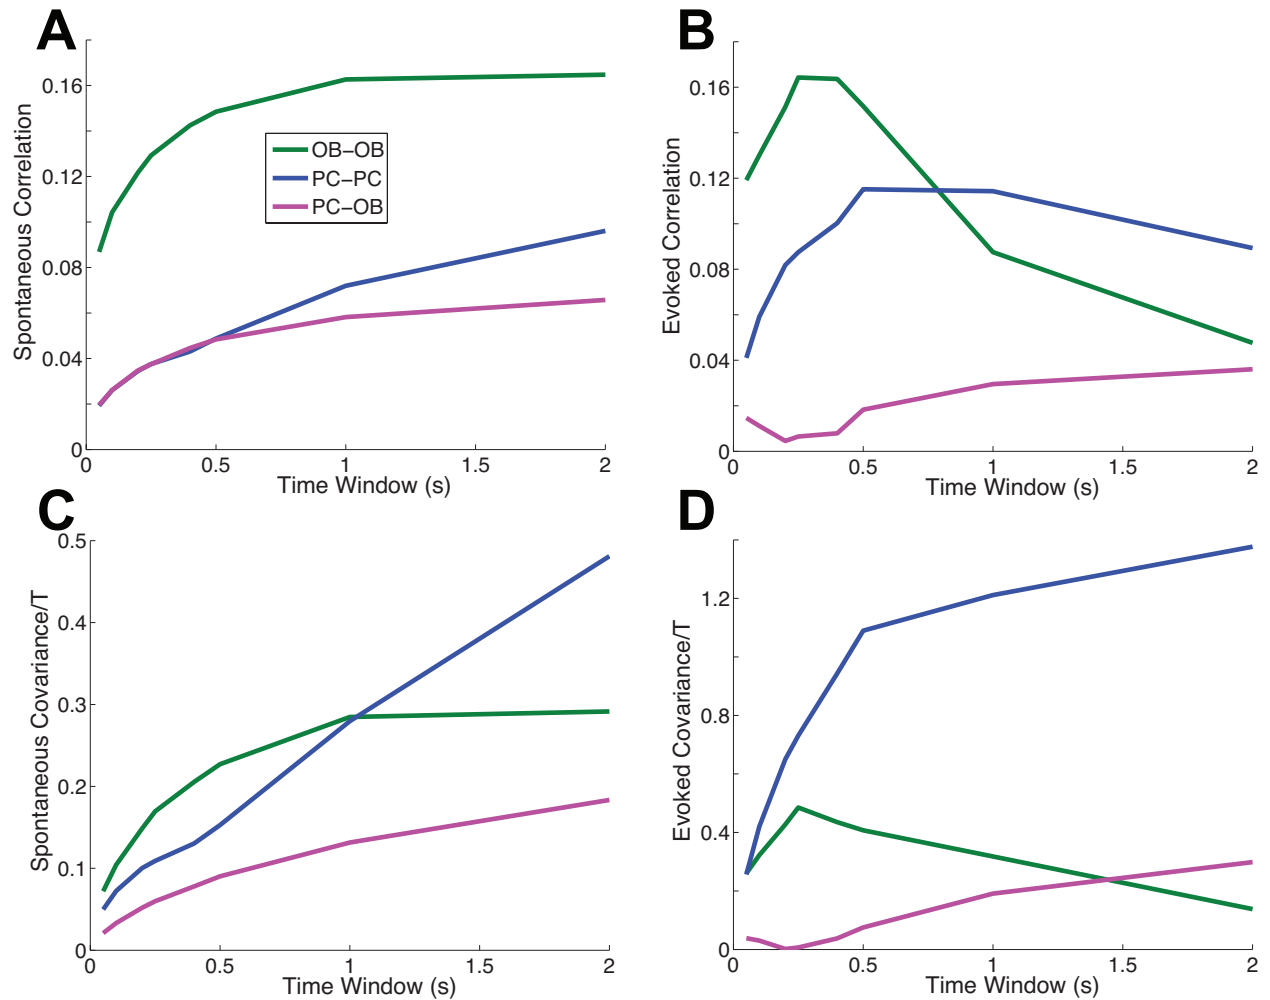 A
Spontaneous Correlation
0.16
0.12
0.08
0.04
0
0 0.5 1 1.5 2
Time Window (s)
OB–OB
PC–PC
PC–OB
B
Evoked Correlation
0.16
0.12
0.08
0.04
0
0 0.5 1 1.5 2
Time Window (s)
C
Spontaneous Covariance/T
0.5
0.4
0.3
0.2
0.1
0
0 0.5 1 1.5 2
Time Window (s)
D
Evoked Covariance/T
1.2
0.8
0.4
0
0 0.5 1 1.5 2
Time Window (s)